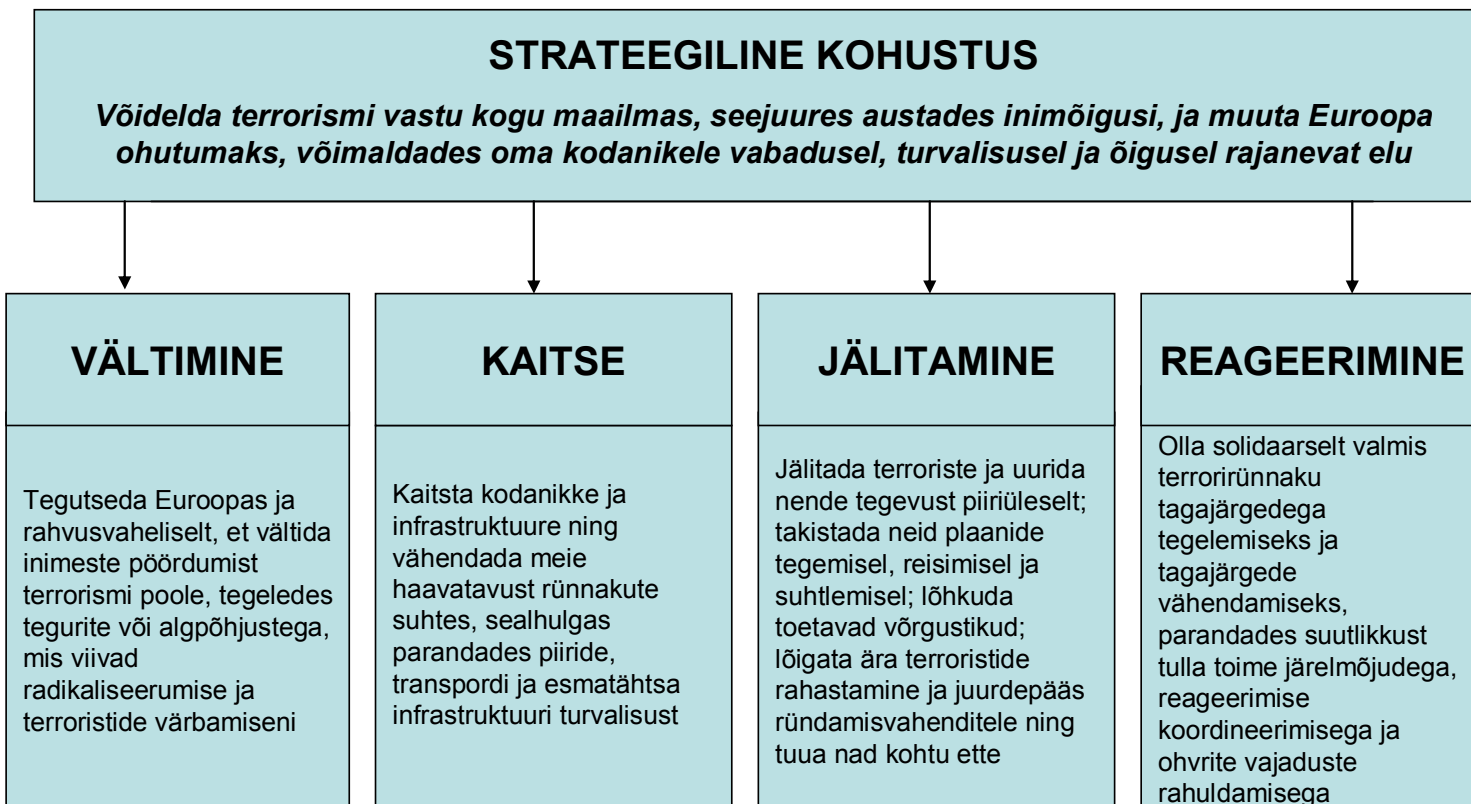 STRATEEGILINE KOHUSTUS
Võidelda terrorismi vastu kogu maailmas, seejuures austades inimõigusi, ja muuta Euroopa
ohutumaks, võimaldades oma kodanikele vabadusel, turvalisusel ja õigusel rajanevat elu
VÄLTIMINE
Tegutseda Euroopas ja
rahvusvaheliselt, et vältida
inimeste pöördumist
terrorismi poole, tegeledes
tegurite või algpõhjustega,
mis viivad
radikaliseerumise ja
terroristide värbamiseni
KAITSE
Kaitsta kodanikke ja
infrastruktuure ning
vähendada meie
haavatavust rünnakute
suhtes, sealhulgas
parandades piiride,
transpordi ja esmatähtsa
infrastruktuuri turvalisust
JÄLITAMINE
Jälitada terroriste ja uurida
nende tegevust piiriüleselt;
takistada neid plaanide
tegemisel, reisimisel ja
suhtlemisel; lõhkuda
toetavad võrgustikud;
lõigata ära terroristide
rahastamine ja juurdepääs
ründamisvahenditele ning
tuua nad kohtu ette
REAGEERIMINE
Olla solidaarselt valmis
terrorirünnaku
tagajärgedega
tegelemiseks ja
tagajärgede
vähendamiseks,
parandades suutlikkust
tulla toime järelmõjudega,
reageerimise
koordineerimisega ja
ohvrite vajaduste
rahuldamisega